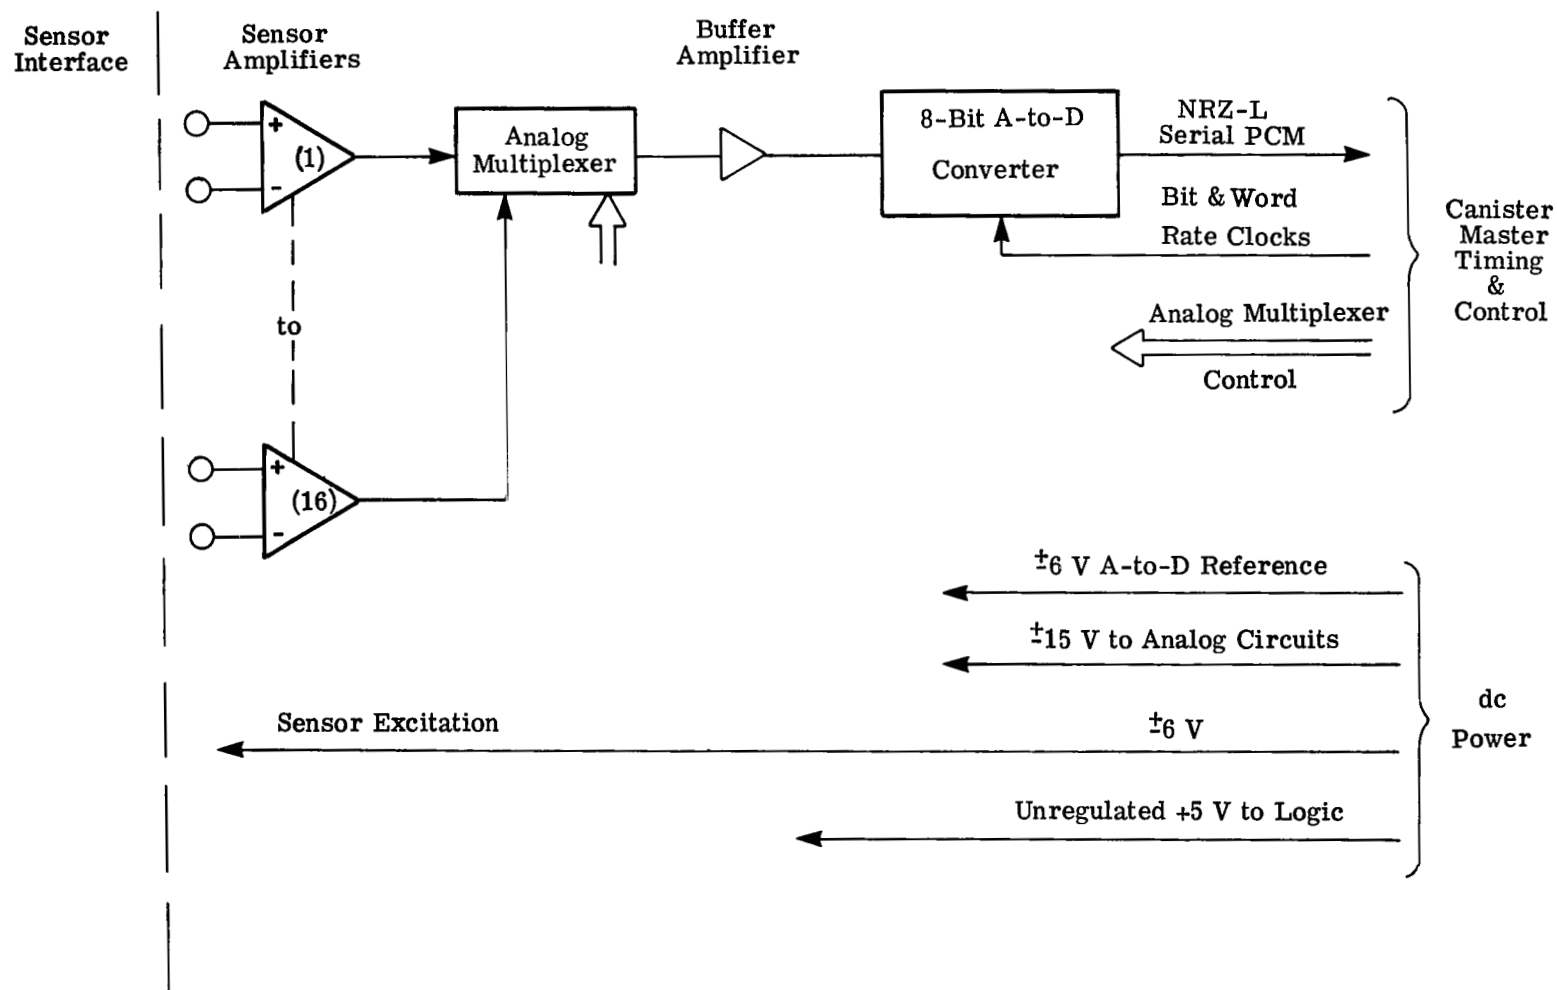 Sensor
Interface
Sensor
Amplifiers
Buffer
Amplifier
+
(1)
-
Analog
Multiplexer
8-Bit A-to-D
Converter
NRZ-L
Serial PCM
Bit & Word
Rate Clocks
Analog Multiplexer
Control
Canister
Master
Timing
&
Control
to
+
(16)
-
±6 V A-to-D Reference
±15 V to Analog Circuits
Sensor Excitation
±6 V
Unregulated +5 V to Logic
dc
Power